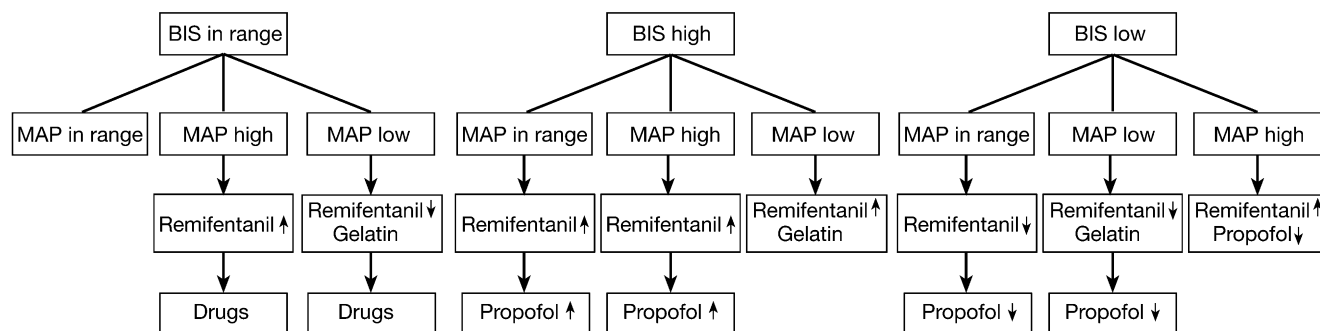 BIS in range
BIS high
BIS low
MAP in range
MAP high
MAP low
MAP in range
MAP high
MAP low
MAP in range
MAP low
MAP high
Remifentanil ↑
Remifentanil ↓
Gelatin
Remifentanil ↑
Remifentanil ↑
Remifentanil ↑
Gelatin
Remifentanil ↓
Remifentanil ↓
Gelatin
Remifentanil ↑
Propofol ↓
Drugs
Drugs
Propofol ↑
Propofol ↑
Propofol ↓
Propofol ↓